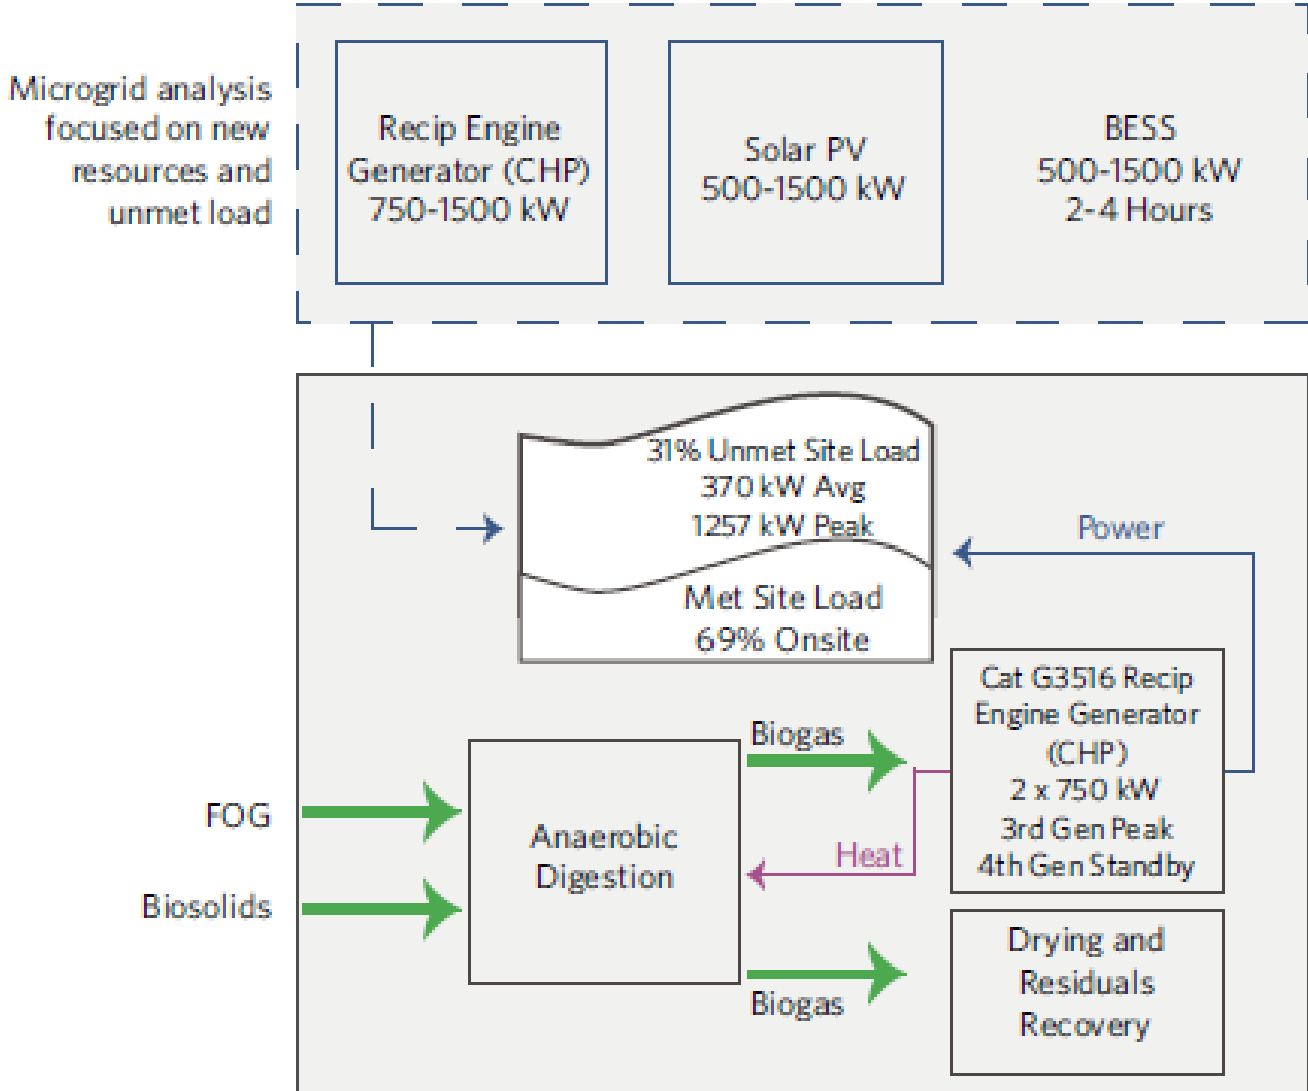 Microgrid analysis
focused on new
resources and
unmet load
Recip Engine
Generator (CHP)
750-1500 kW
Solar PV
500-1500 kW
BESS
500-1500 kW
2-4 Hours
31% Unmet Site Load
370 kW Avg
1257 kW Peak
Met Site Load
69% Onsite
Power
Cat G3516 Recip
Engine Generator
(CHP)
2 x 750 kW
3rd Gen Peak
4th Gen Standby
Biogas
Heat
FOG
Biosolids
Anaerobic
Digestion
Biogas
Drying and
Residuals
Recovery